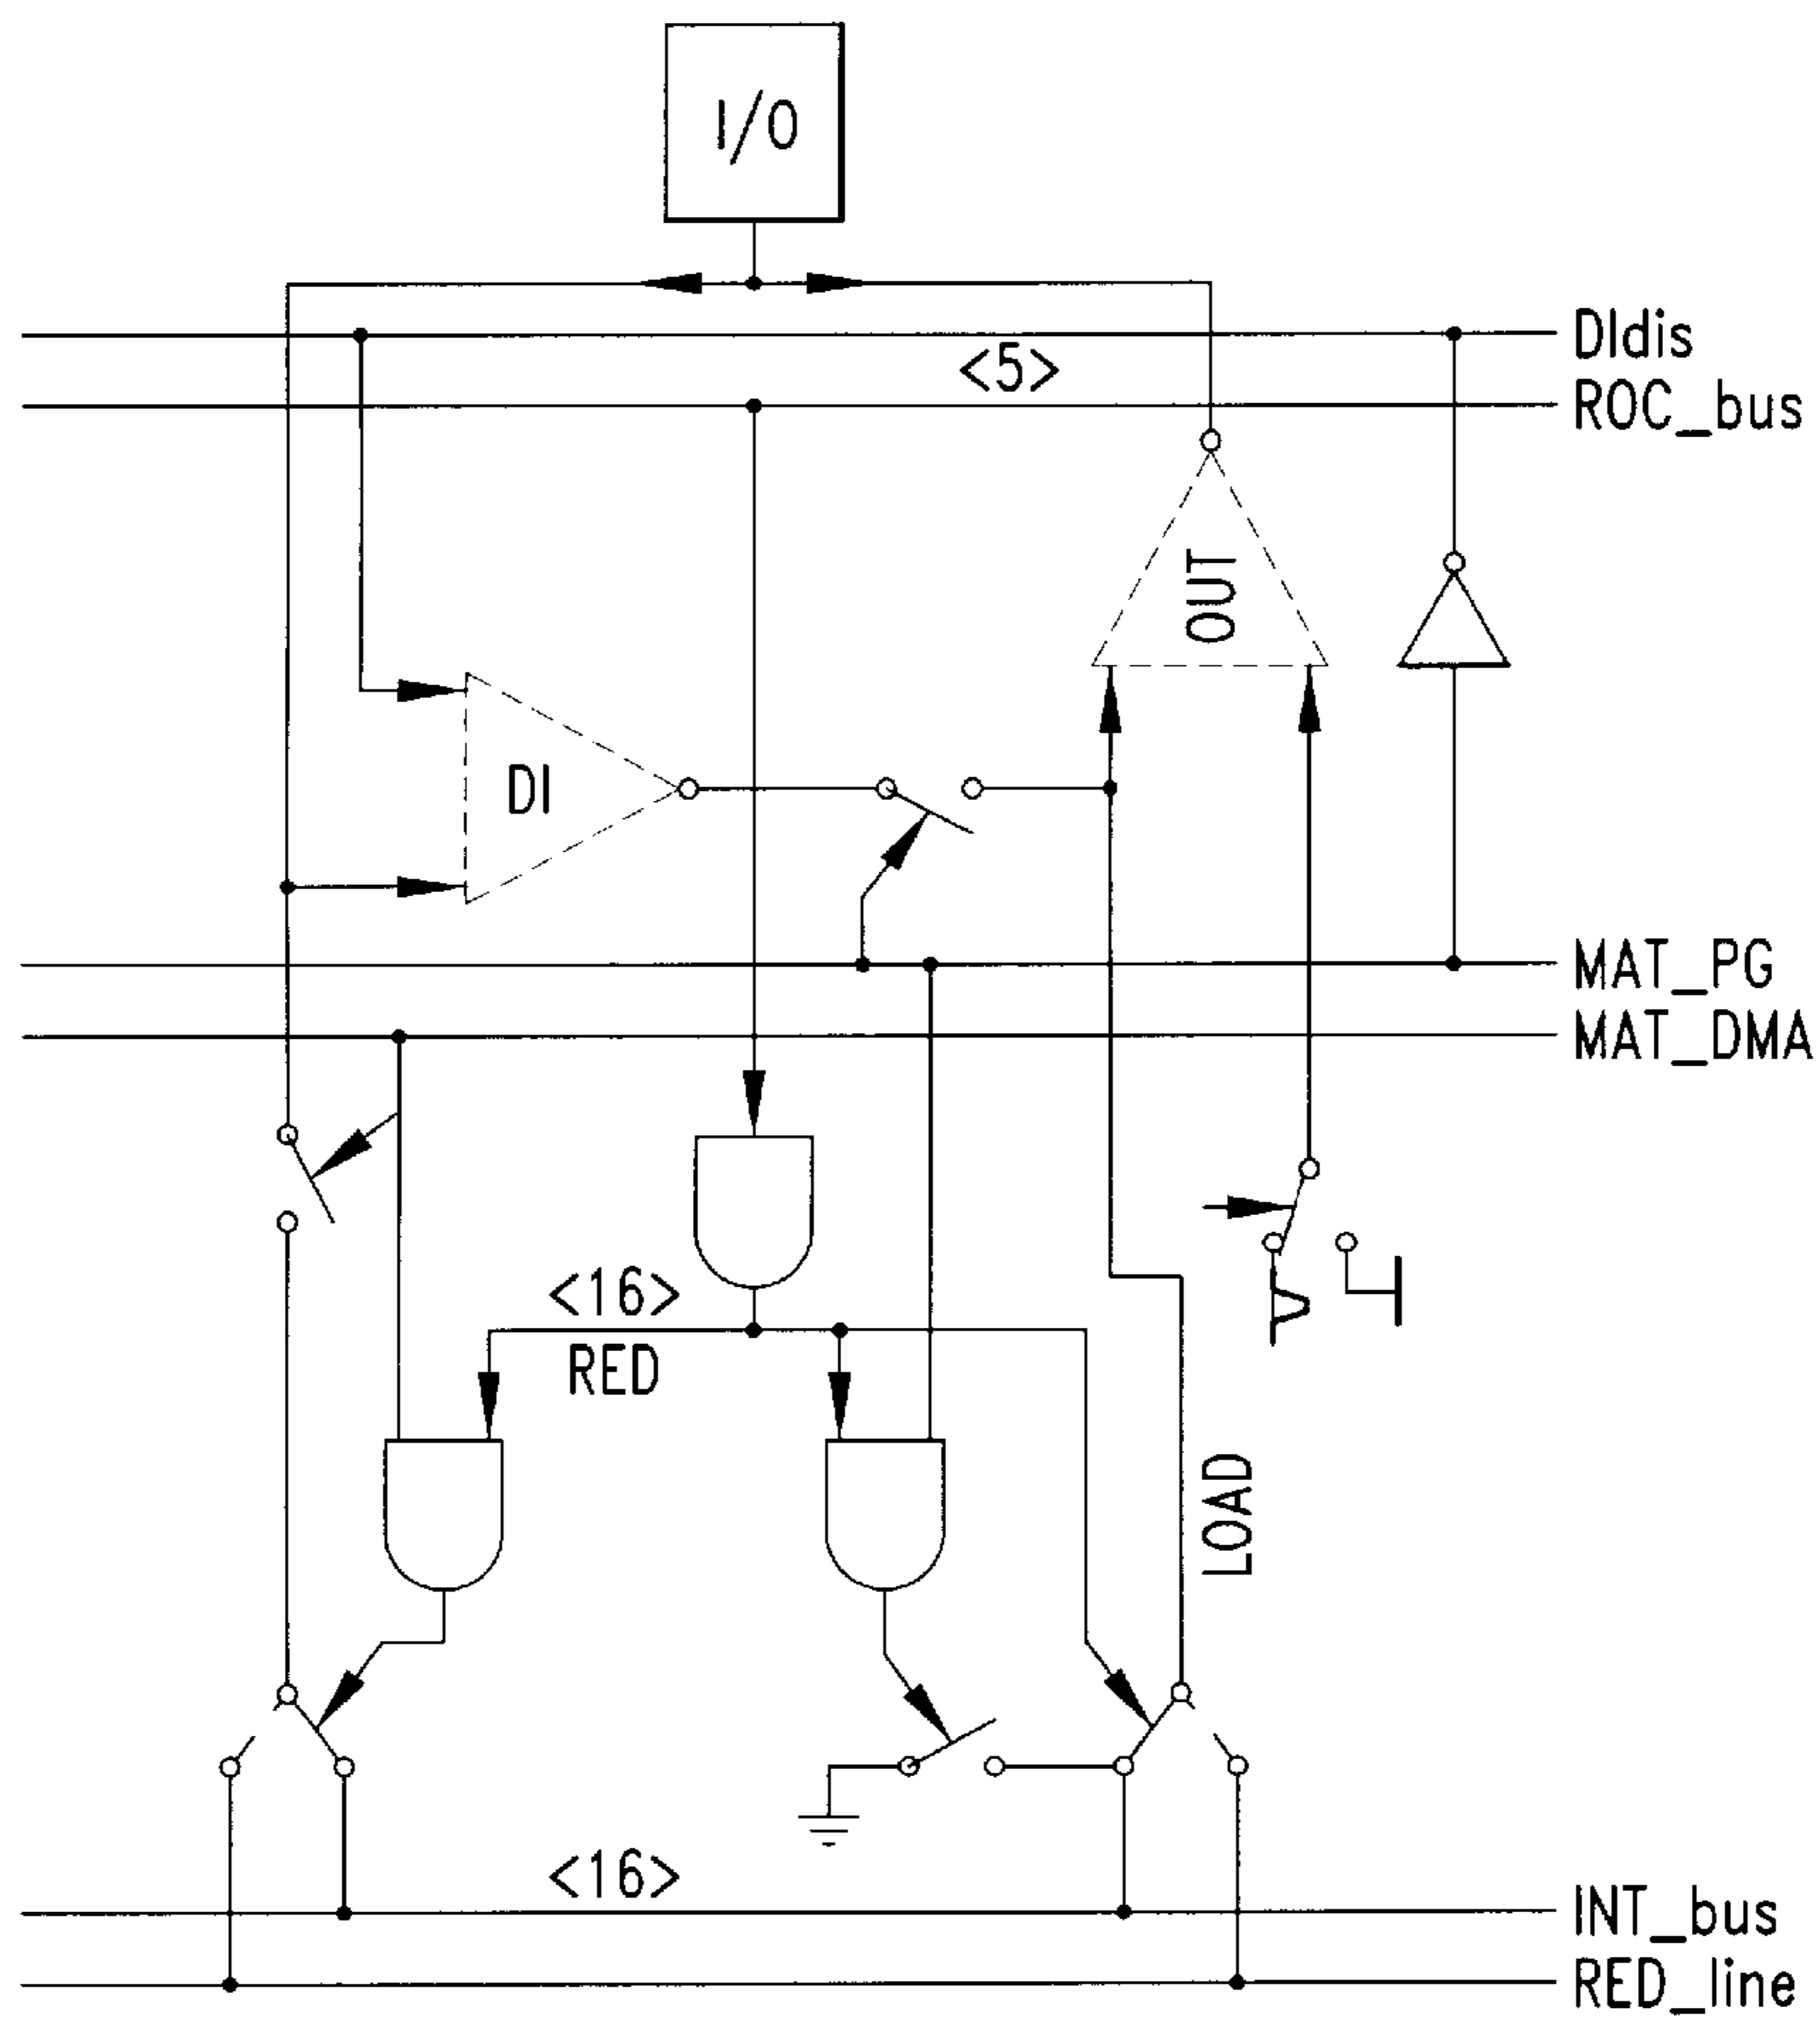 I/O
DIdis
<5>
ROC_bus
OUT
DI
MAT_PG
MAT_DMA
<16>
RED
LOAD
<16>
INT_bus
RED_line